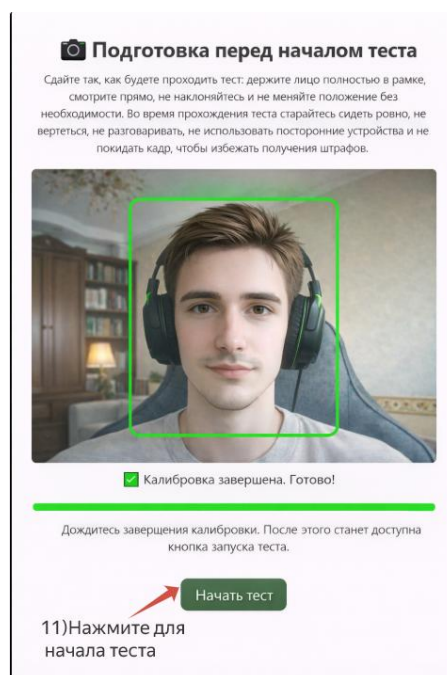 Подготовка перед началом теста
Сдайте так, как будете проходить тест: держите лицо полностью в рамке,
смотрите прямо, не наклоняйтесь и не меняйте положение без
необходимости. Во время прохождения теста старайтесь сидеть ровно, не
вертеться, не разговаривать, не использовать посторонние устройства и не
покидать кадр, чтобы избежать получения штрафов.
Калибровка завершена. Готово!
Дождитесь завершения калибровки. После этого станет доступна
кнопка запуска теста.
Начать тест
11)Нажмите для
начала теста